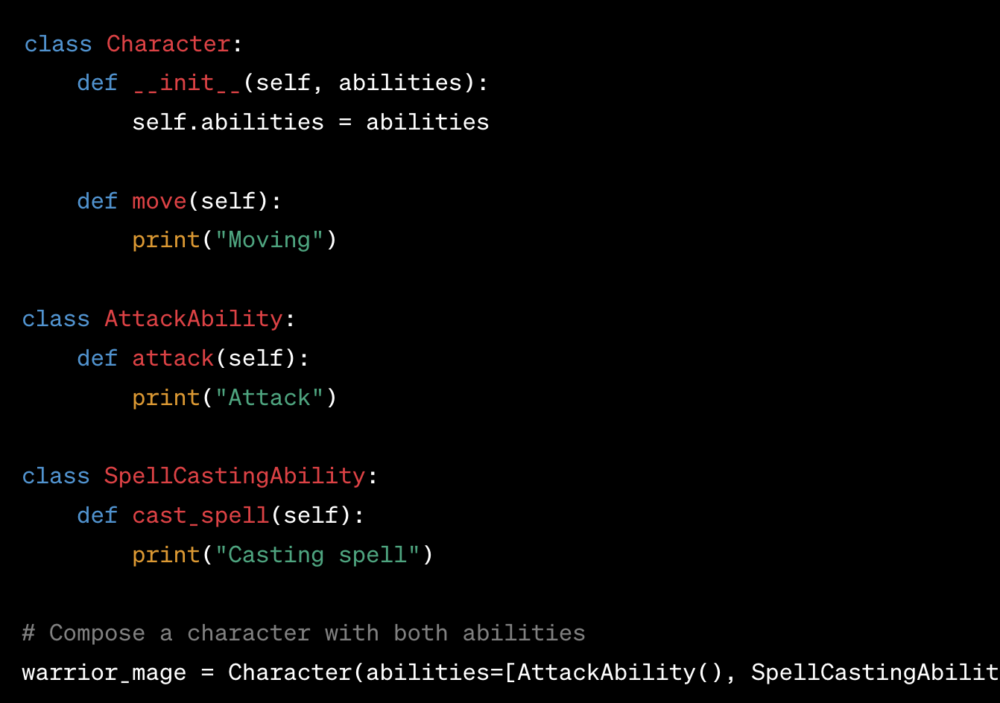 class Character:
    def __init__(self, abilities):
        self.abilities = abilities
    def move(self):
        print("Moving")
class AttackAbility:
    def attack(self):
        print("Attack")
class SpellCastingAbility:
    def cast_spell(self):
        print("Casting spell")
# Compose a character with both abilities
warrior_mage = Character(abilities=[AttackAbility(), SpellCastingAbilit